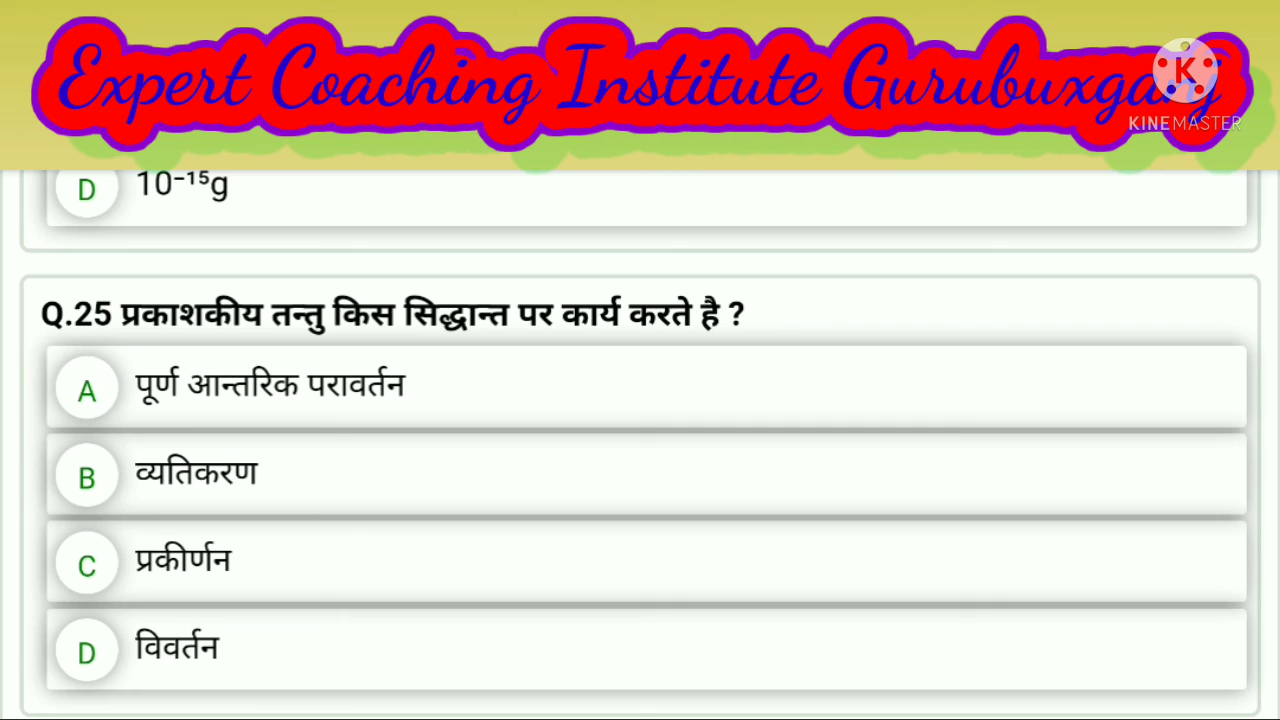 Expert Coaching Institute Gurubuxganj
K
KINEMASTER
D 10⁻¹⁵g
Q.25 प्रकाशकीय तन्तु किस सिद्धान्त पर कार्य करते है ?
A पूर्ण आन्तरिक परावर्तन
B व्यतिकरण
C प्रकीर्णन
D विवर्तन